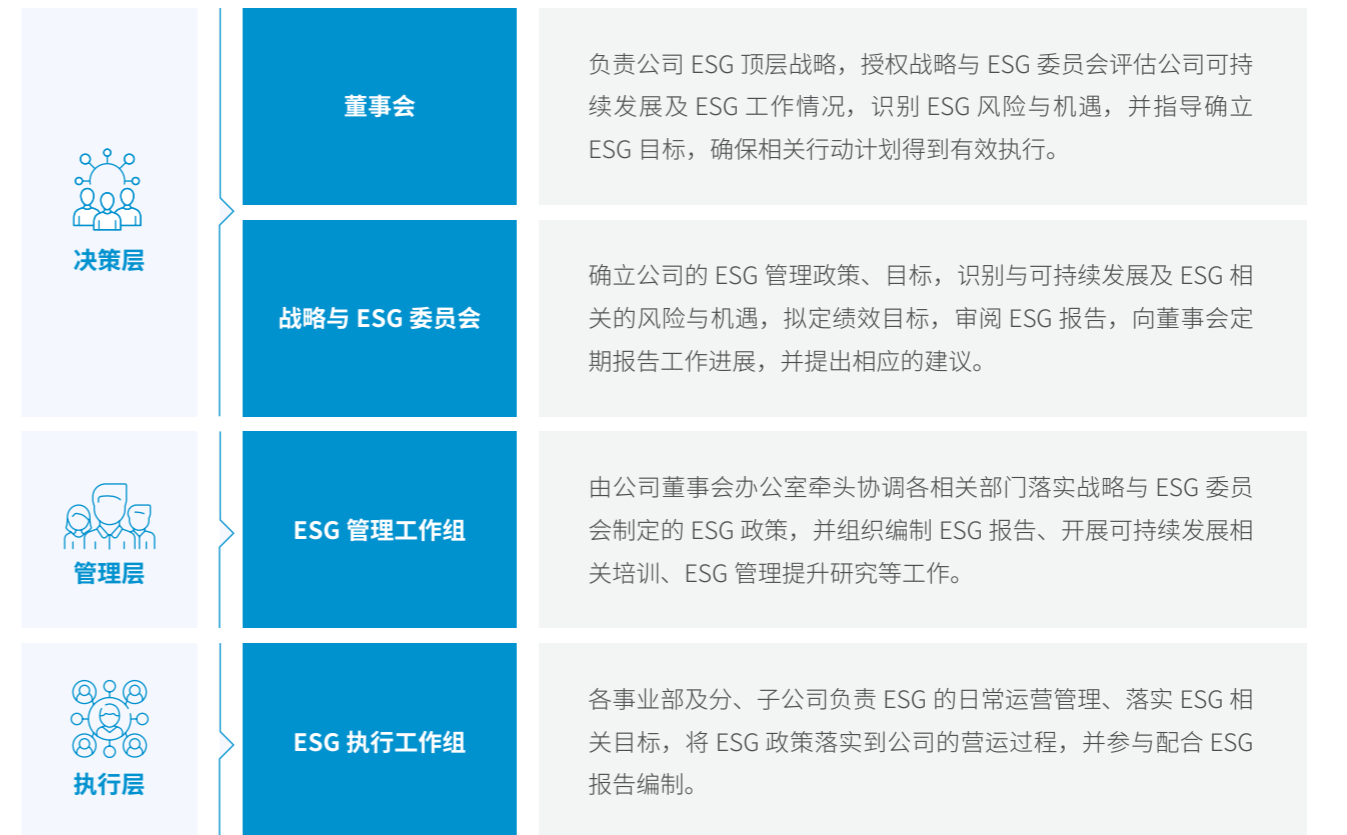 决策层
董事会
负责公司 ESG 顶层战略，授权战略与 ESG 委员会评估公司可持
续发展及 ESG 工作情况，识别 ESG 风险与机遇，并指导确立
ESG 目标，确保相关行动计划得到有效执行。
战略与 ESG 委员会
确立公司的 ESG 管理政策、目标，识别与可持续发展及 ESG 相
关的风险与机遇，拟定绩效目标，审阅 ESG 报告，向董事会定
期报告工作进展，并提出相应的建议。
管理层
ESG 管理工作组
由公司董事会办公室牵头协调各相关部门落实战略与 ESG 委员
会制定的 ESG 政策，并组织编制 ESG 报告、开展可持续发展相
关培训、ESG 管理提升研究等工作。
执行层
ESG 执行工作组
各事业部及分、子公司负责 ESG 的日常运营管理、落实 ESG 相
关目标，将 ESG 政策落实到公司的营运过程，并参与配合 ESG
报告编制。